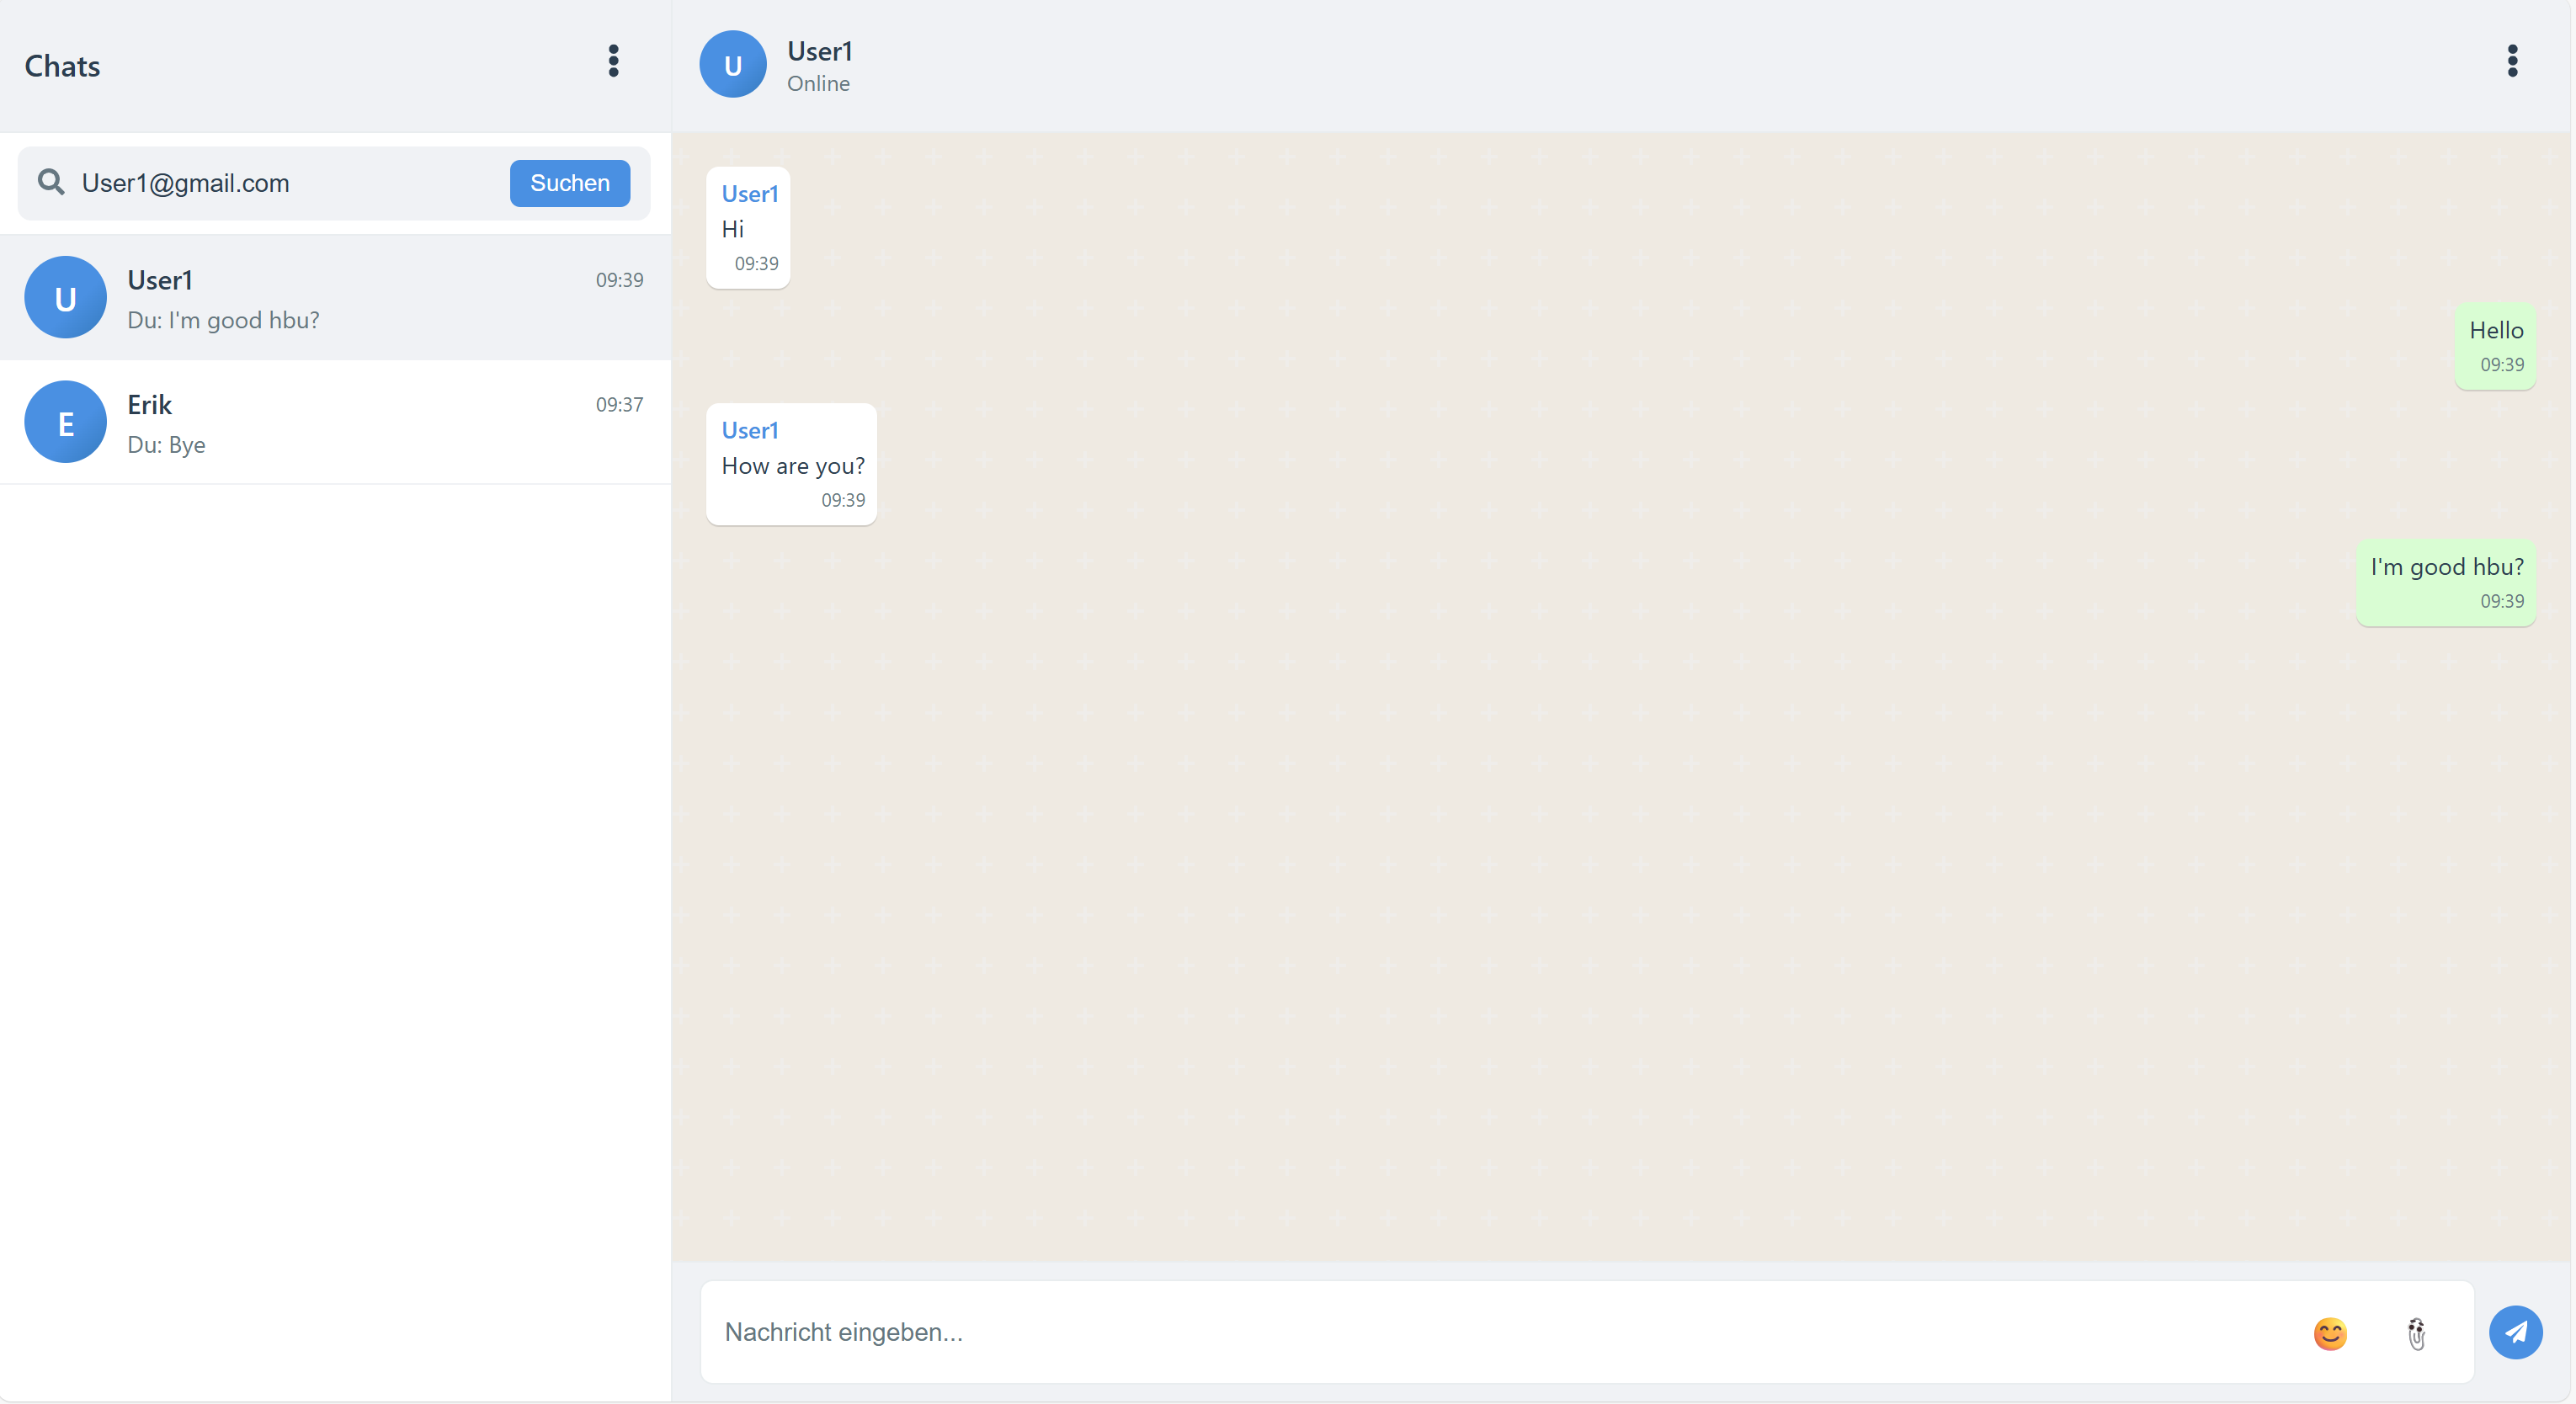 Chats
User1@gmail.com
Suchen
U
User1
09:39
Du: I'm good hbu?
E
Erik
09:37
Du: Bye
U
User1
Online
User1
Hi
09:39
Hello
09:39
User1
How are you?
09:39
I'm good hbu?
09:39
Nachricht eingeben...